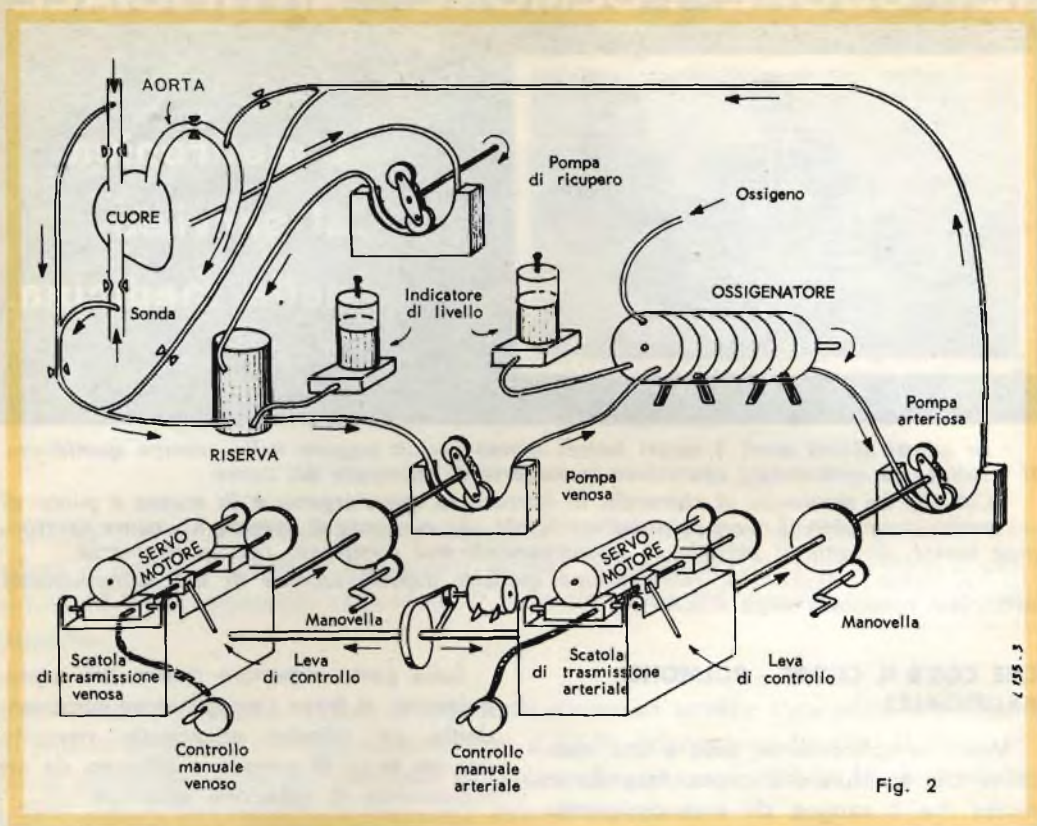 AORTA
CUORE
Sonda
Pompa
di ricupero
Ossigeno
Indicatore
di livello
OSSIGENATORE
RISERVA
Pompa
venosa
Pompa
arteriosa
SERVO
MOTORE
Manovella
Scatola
di trasmissione
venosa
Leva
di controllo
Controllo
manuale
venoso
SERVO
MOTORE
Manovella
Scatola
di trasmissione
arteriale
Leva
di controllo
Controllo
manuale
arteriale
Fig. 2